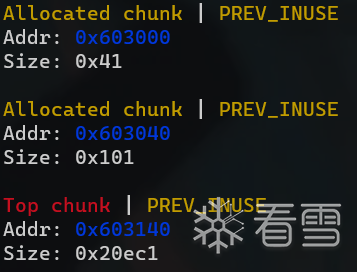 Allocated chunk | PREV_INUSE
Addr: 0x603000
Size: 0x41
Allocated chunk | PREV_INUSE
Addr: 0x603040
Size: 0x101
Top chunk | PREV_INUSE
Addr: 0x603140
Size: 0x20ec1
看雪